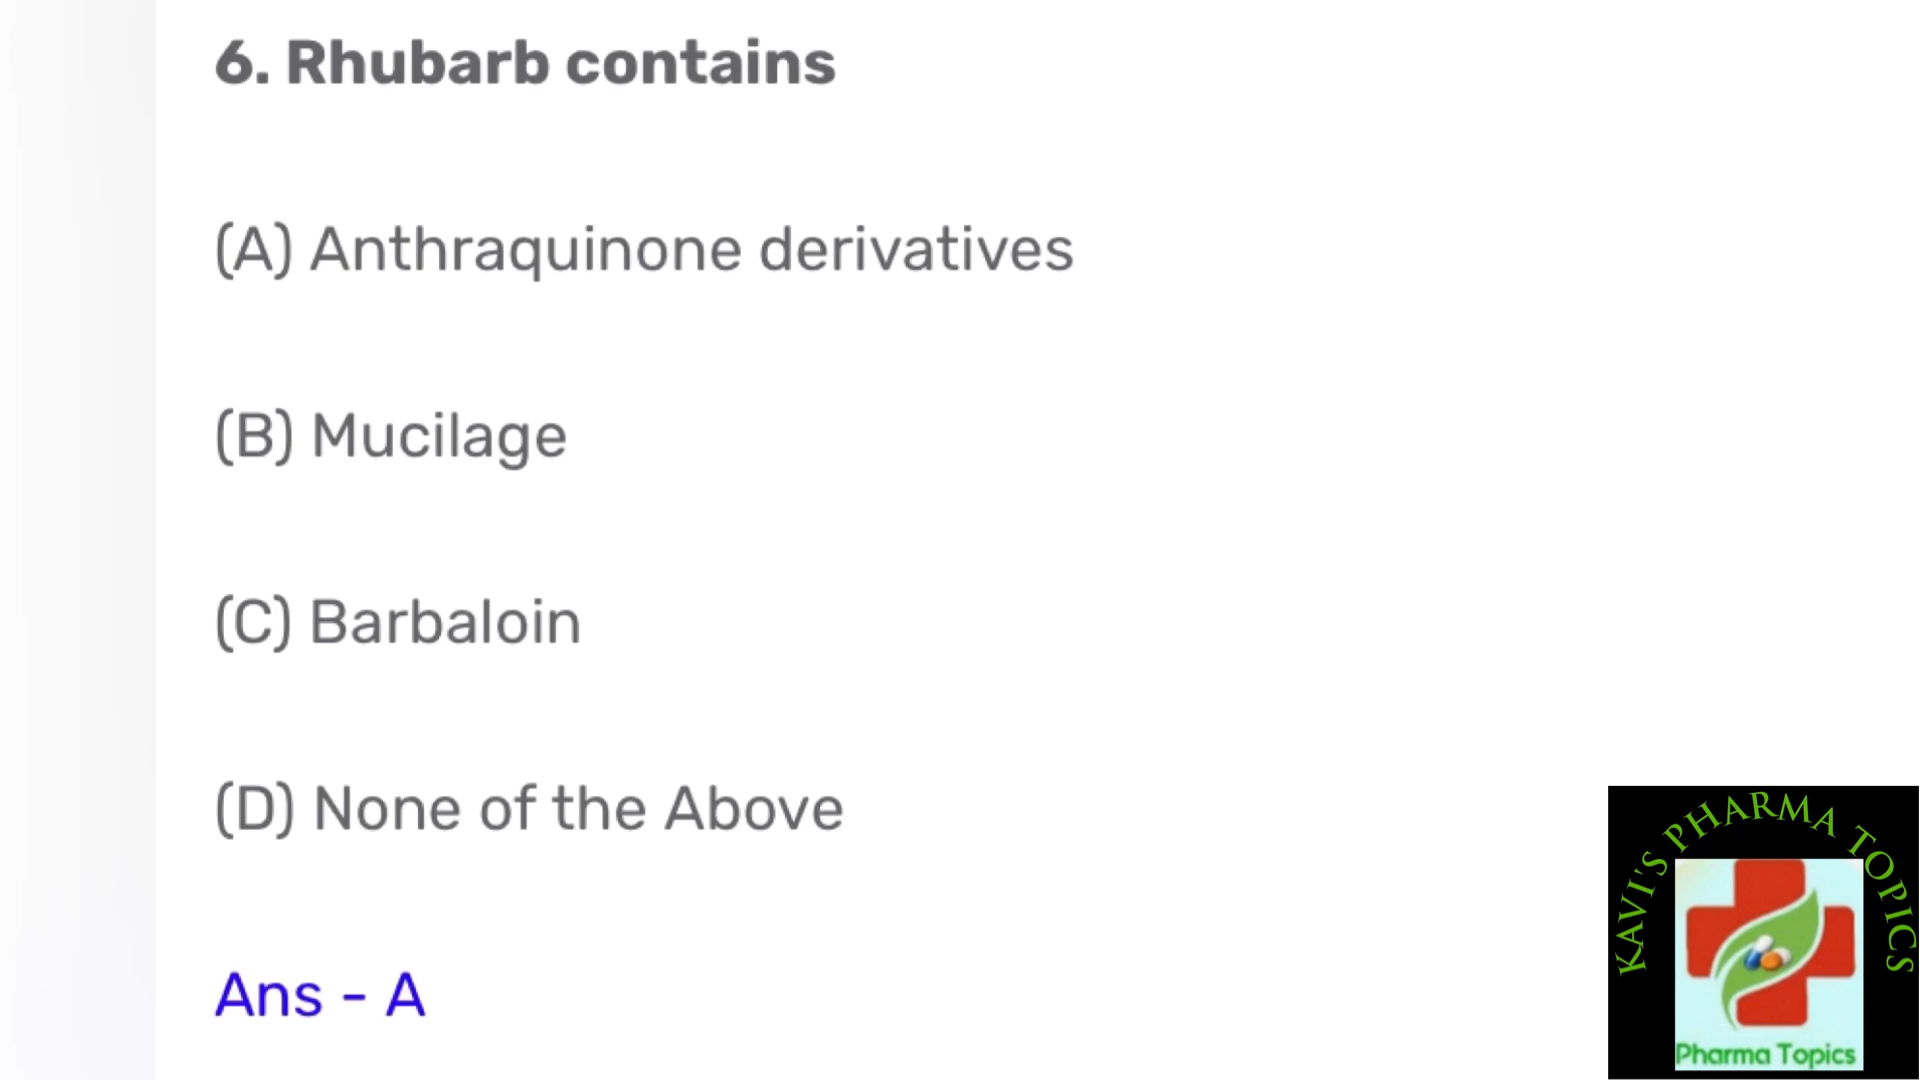 6. Rhubarb contains
(A) Anthraquinone derivatives
(B) Mucilage
(C) Barbaloin
(D) None of the Above
Ans - A
KAVI'S PHARMA TOPICS
Pharma Topics